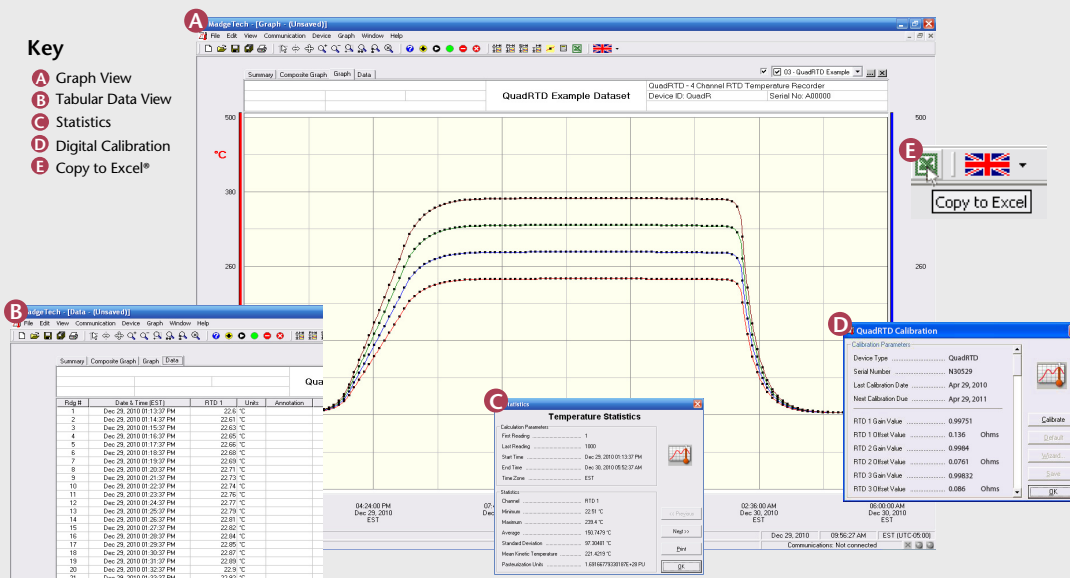 Key
A Graph View
B Tabular Data View
C Statistics
D Digital Calibration
E Copy to Excel®
A
MadgeTech - [Graph - (Unsaved)]
File Edit View Communication Device Graph Window Help
Summary Composite Graph Graph Data
03 - QuadRTD Example
QuadRTD Example Dataset
QuadRTD - 4 Channel RTD Temperature Recorder
Device ID: QuadR Serial No: A00000
500 500
°C
380
260 260
04:24:00 PM
Dec 29, 2010
EST
02:36:00 AM
Dec 30, 2010
EST
06:00:00 AM
Dec 30, 2010
EST
Dec 29, 2010 09:56:27 AM EST (UTC-05:00)
Communications: Not connected
E
Copy to Excel
B
MadgeTech - [Data - (Unsaved)]
File Edit View Communication Device Graph Window Help
Summary Composite Graph Graph Data
Qua
Rdg # Date & Time (EST) RTD 1 Units Annotation
1 Dec 29, 2010 01:13:37 PM 22.6 °C
2 Dec 29, 2010 01:14:37 PM 22.61 °C
3 Dec 29, 2010 01:15:37 PM 22.63 °C
4 Dec 29, 2010 01:16:37 PM 22.65 °C
5 Dec 29, 2010 01:17:37 PM 22.66 °C
6 Dec 29, 2010 01:18:37 PM 22.68 °C
7 Dec 29, 2010 01:19:37 PM 22.69 °C
8 Dec 29, 2010 01:20:37 PM 22.71 °C
9 Dec 29, 2010 01:21:37 PM 22.73 °C
10 Dec 29, 2010 01:22:37 PM 22.74 °C
11 Dec 29, 2010 01:23:37 PM 22.76 °C
12 Dec 29, 2010 01:24:37 PM 22.77 °C
13 Dec 29, 2010 01:25:37 PM 22.79 °C
14 Dec 29, 2010 01:26:37 PM 22.81 °C
15 Dec 29, 2010 01:27:37 PM 22.82 °C
16 Dec 29, 2010 01:28:37 PM 22.84 °C
17 Dec 29, 2010 01:29:37 PM 22.85 °C
18 Dec 29, 2010 01:30:37 PM 22.87 °C
19 Dec 29, 2010 01:31:37 PM 22.89 °C
20 Dec 29, 2010 01:32:37 PM 22.9 °C
21 Dec 29, 2010 01:33:37 PM 22.92 °C
C
Statistics
Temperature Statistics
Calculation Parameters
First Reading 1
Last Reading 1000
Start Time Dec 29, 2010 01:13:37 PM
End Time Dec 30, 2010 05:52:37 AM
Time Zone EST
Statistics
Channel RTD 1
Minimum 22.51 °C
Maximum 239.4 °C
Average 150.7479 °C
Standard Deviation 97.30481 °C
Mean Kinetic Temperature 221.4219 °C
Pasteurization Units 1.69166779330187E+28 PU
<< Previous
Next >>
Print
OK
D
QuadRTD Calibration
Calibration Parameters
Device Type QuadRTD
Serial Number N30529
Last Calibration Date Apr 29, 2010
Next Calibration Due Apr 29, 2011
RTD 1 Gain Value 0.99751
RTD 1 Offset Value 0.136 Ohms
RTD 2 Gain Value 0.9984
RTD 2 Offset Value 0.0761 Ohms
RTD 3 Gain Value 0.99832
RTD 3 Offset Value 0.086 Ohms
Calibrate
Default
Wizard
Save
OK